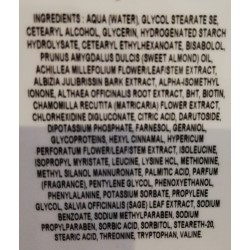 INGREDIENTS: AQUA (WATER), GLYCOL STEARATE SE,
CETEARYL ALCOHOL, GLYCERIN, HYDROGENATED STARCH
HYDROLYSATE, CETEARYL ETHYLHEXANOATE, BISABOLOL,
PRUNUS AMYGDALUS DULCIS (SWEET ALMOND) OIL,
ACHILLEA MILLEFOLIUM FLOWER/LEAF/STEM EXTRACT,
ALBIZIA JULIBRISSIN BARK EXTRACT, ALPHA-ISOMETHYL
IONONE, ALTHAEA OFFICINALIS ROOT EXTRACT, BHT, BIOTIN,
CHAMOMILLA RECUTITA (MATRICARIA) FLOWER EXTRACT,
CHLORHEXIDINE DIGLUCONATE, CITRIC ACID, DARUTOSIDE,
DIPOTASSIUM PHOSPHATE, FARNESOL, GERANIOL,
GLYCOPROTEINS, HEXYL CINNAMAL, HYPERICUM
PERFORATUM FLOWER/LEAF/STEM EXTRACT, ISOLEUCINE,
ISOPROPYL MYRISTATE, LEUCINE, LYSINE HCL, METHIONINE,
METHYL SILANOL MANNURONATE, PALMITIC ACID, PARFUM
(FRAGRANCE), PENTYLENE GLYCOL, PHENOXYETHANOL,
PHENYLALANINE, POTASSIUM SORBATE, PROPYLENE
GLYCOL, SALVIA OFFICINALIS (SAGE) LEAF EXTRACT, SODIUM
BENZOATE, SODIUM METHYLPARABEN, SODIUM
PROPYLPARABEN, SORBIC ACID, SORBITOL, STEARETH-20,
STEARIC ACID, THREONINE, TRYPTOPHAN, VALINE